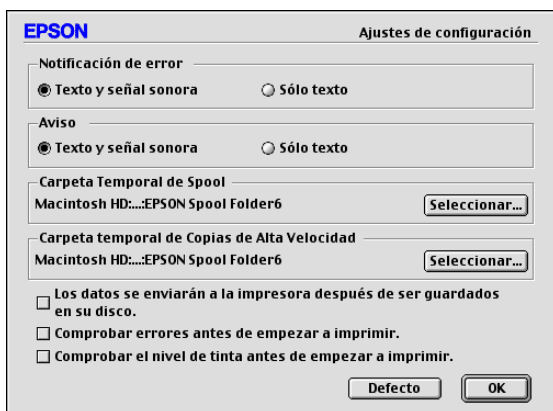 EPSON
Ajustes de configuración
Notificación de error
Texto y señal sonora
Sólo texto
Aviso
Texto y señal sonora
Sólo texto
Carpeta Temporal de Spool
Macintosh HD:...:EPSON Spool Folder6
Seleccionar...
Carpeta temporal de Copias de Alta Velocidad
Macintosh HD:...:EPSON Spool Folder6
Seleccionar...
Los datos se enviarán a la impresora después de ser guardados
en su disco.
Comprobar errores antes de empezar a imprimir.
Comprobar el nivel de tinta antes de empezar a imprimir.
Defecto
OK